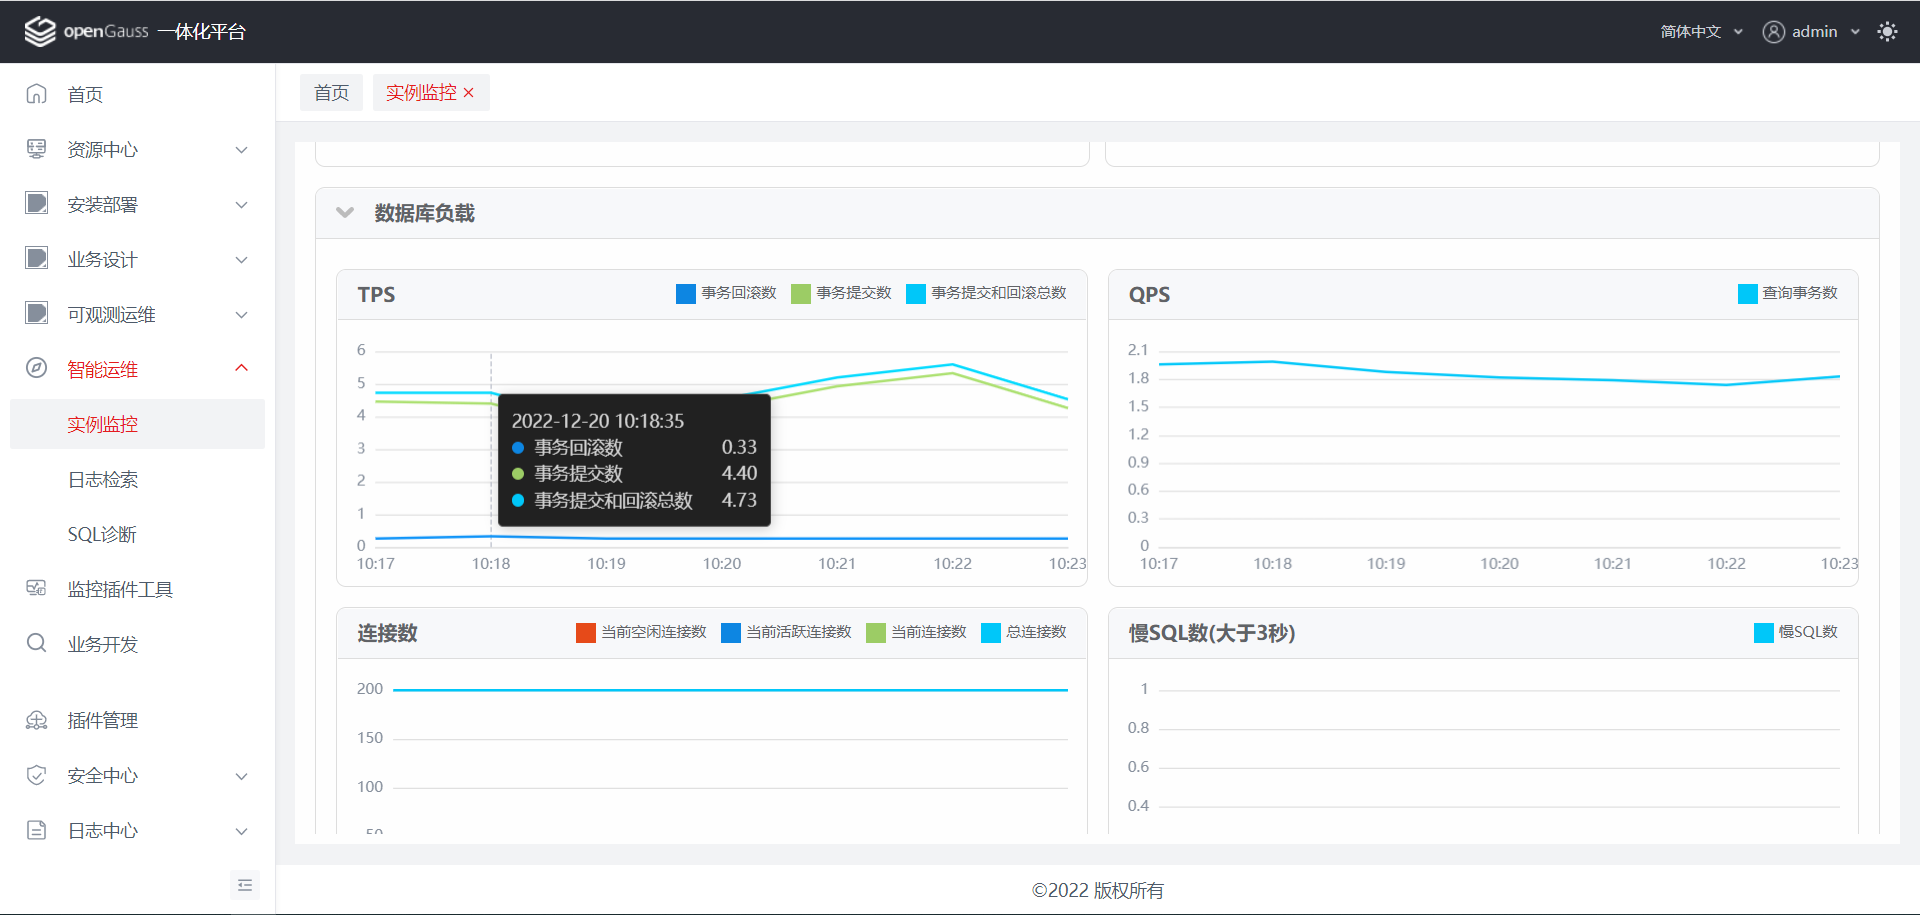 openGauss 一体化平台
简体中文
admin
首页
资源中心
安装部署
业务设计
可观测运维
智能运维
实例监控
日志检索
SQL诊断
监控插件工具
业务开发
插件管理
安全中心
日志中心
首页
实例监控
数据库负载
TPS
事务回滚数 事务提交数 事务提交和回滚总数
6
5
4
3
2
1
0
10:17 10:18 10:19 10:20 10:21 10:22 10:23
2022-12-20 10:18:35
事务回滚数 0.33
事务提交数 4.40
事务提交和回滚总数 4.73
QPS
查询事务数
2.1
1.8
1.5
1.2
0.9
0.6
0.3
0
10:17 10:18 10:19 10:20 10:21 10:22 10:23
连接数
当前空闲连接数 当前活跃连接数 当前连接数 总连接数
200
150
100
50
慢SQL数(大于3秒)
慢SQL数
1
0.8
0.6
0.4
©2022 版权所有